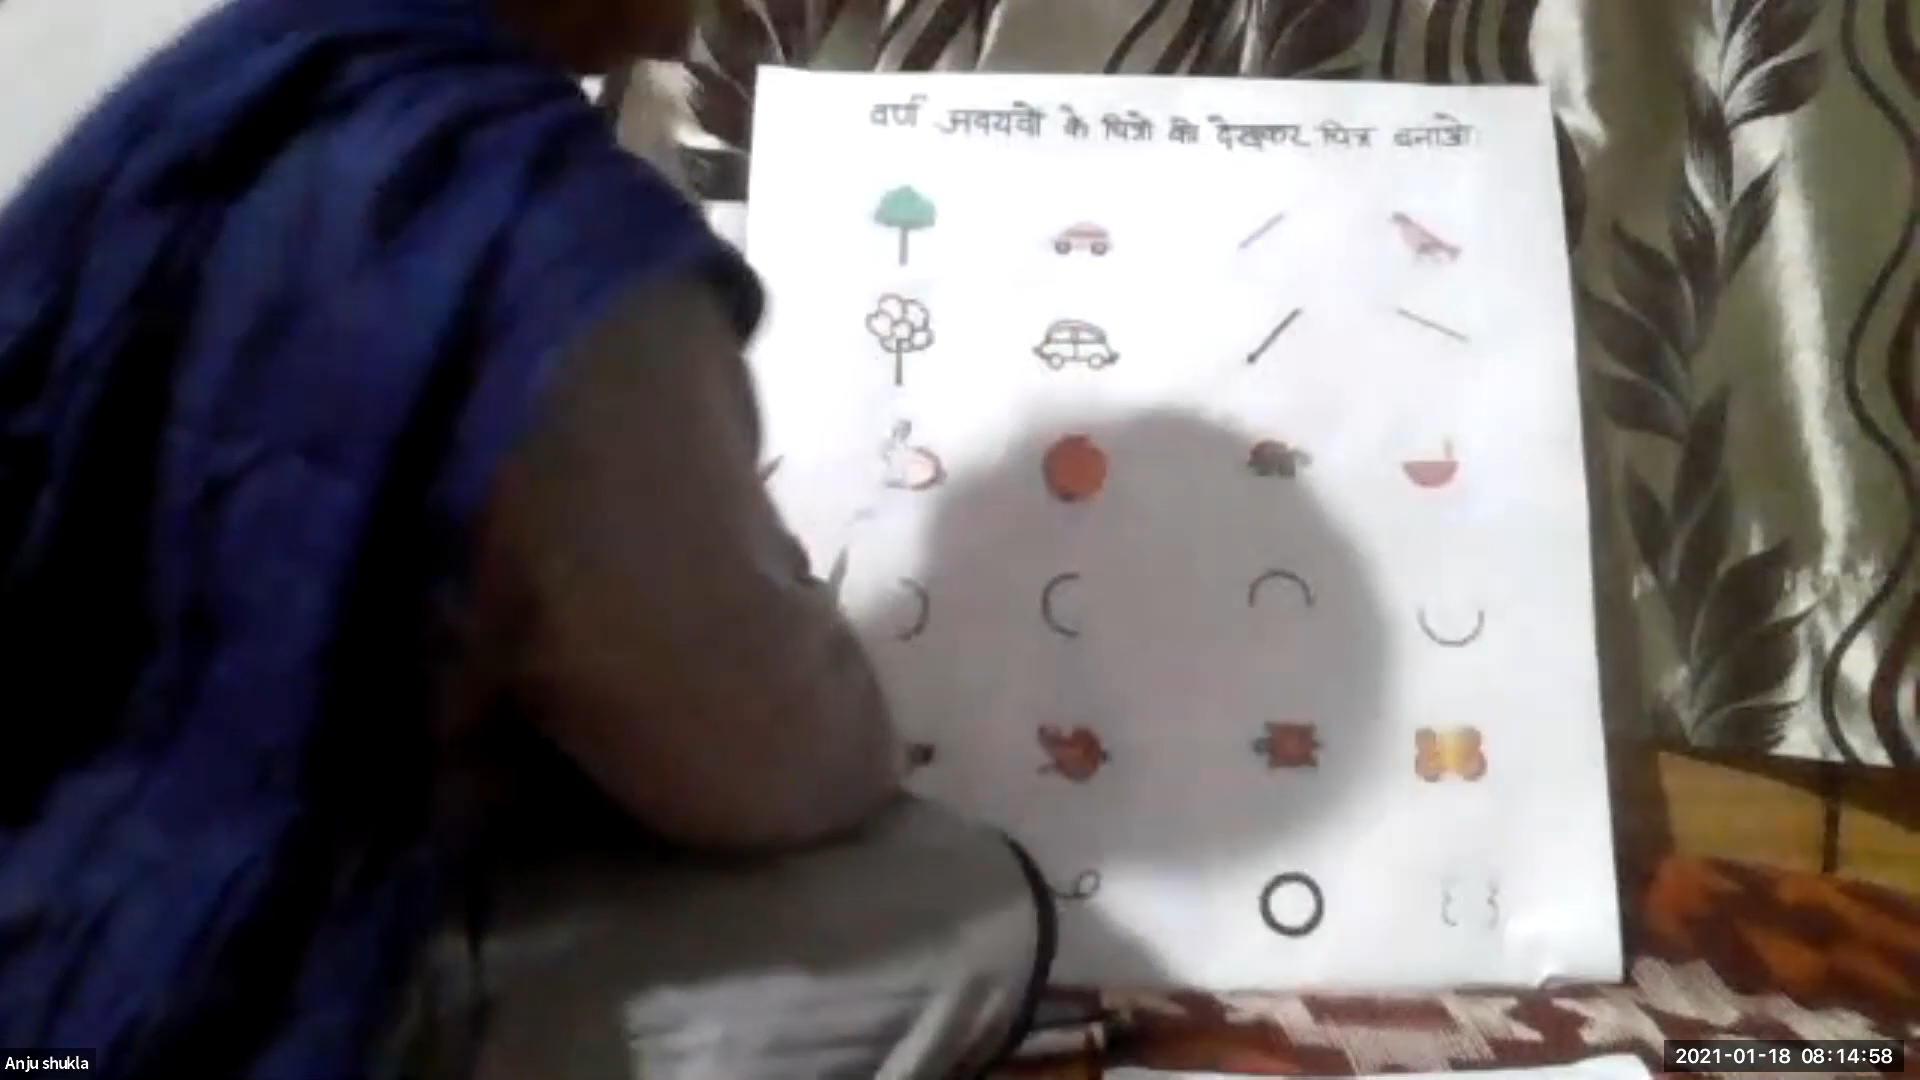 वर्ण अवयवों के चित्रो को देखकर चित्र बनाओ।
Anju shukla
2021-01-18 08:14:58